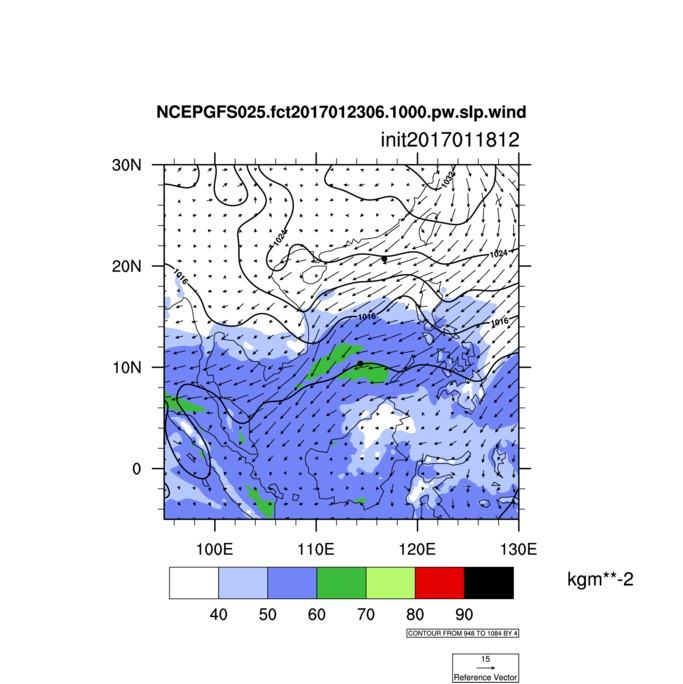 NCEPGFS025.fct2017012306.1000.pw.slp.wind
init2017011812
30N
1032
1024
1024
20N
1016
1016
1016
10N
0
100E 110E 120E 130E
kgm**-2
40 50 60 70 80 90
CONTOUR FROM 948 TO 1084 BY 4
15
Reference Vector